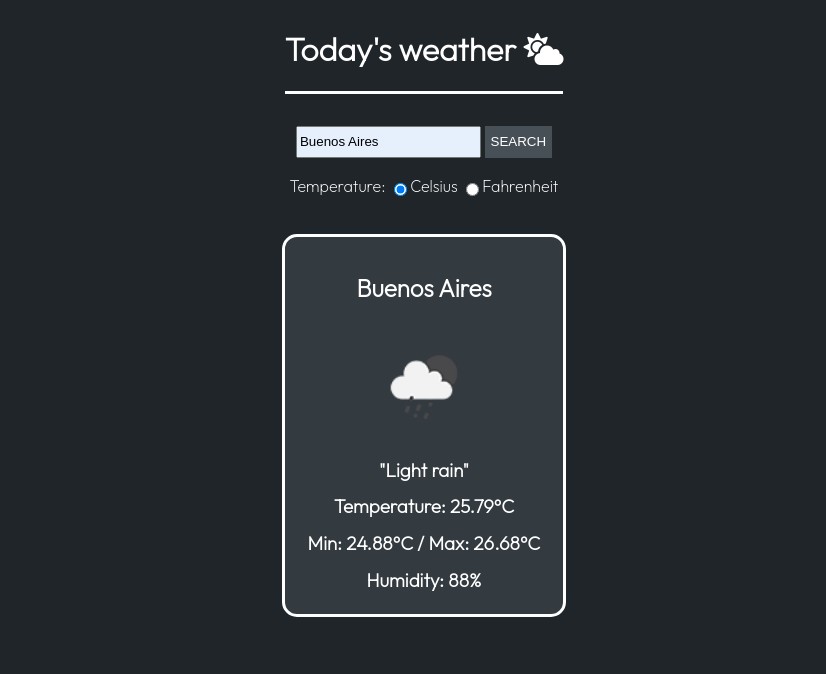 Today's weather
Buenos Aires SEARCH
Temperature: Celsius Fahrenheit
Buenos Aires
"Light rain"
Temperature: 25.79°C
Min: 24.88°C / Max: 26.68°C
Humidity: 88%